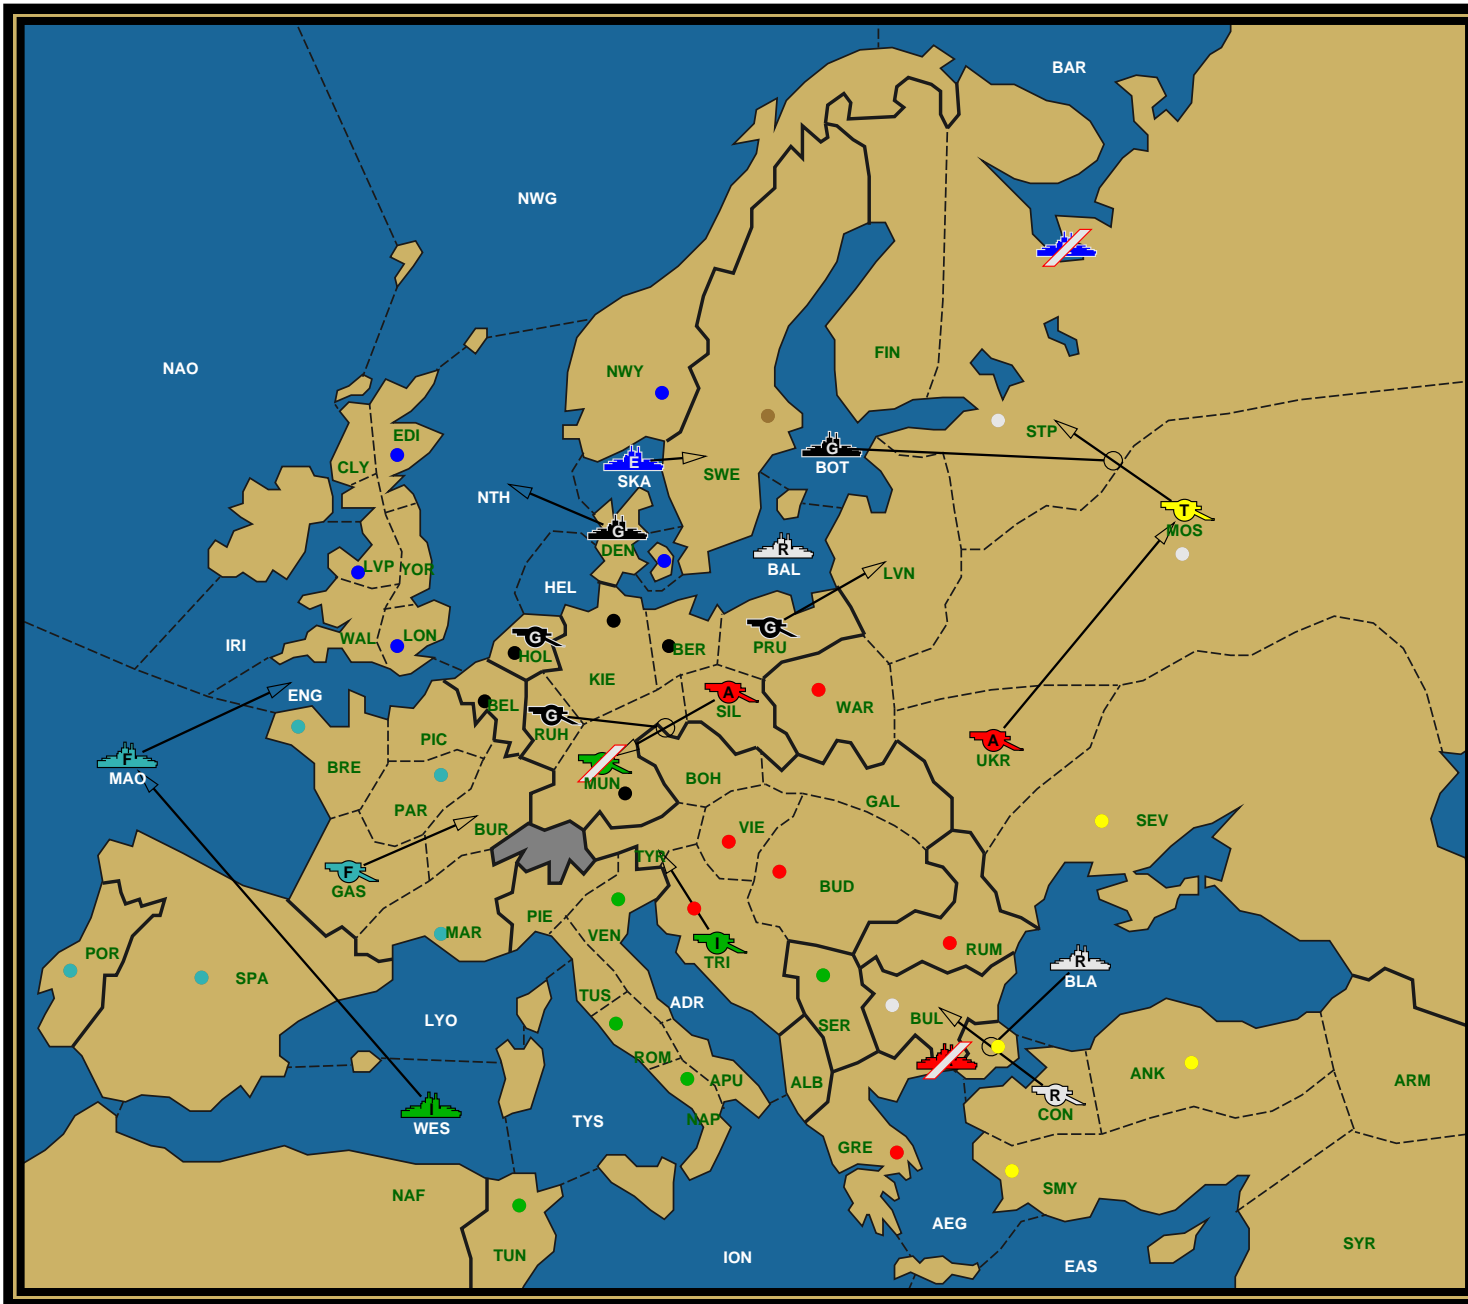 BAR
NWG
NAO
FIN
NWY
EDI
STP
CLY
E
G
SKA
SWE
BOT
NTH
T
MOS
G
DEN
R
BAL
HEL
LVN
LVP
YOR
G
PRU
IRI
WAL
LON
G
HOL
BER
KIE
ENG
BEL
A
SIL
WAR
G
RUH
PIC
A
UKR
F
MAO
BRE
MUN
BOH
PAR
GAL
BUR
VIE
SEV
F
GAS
TYR
BUD
PIE
MAR
VEN
I
TRI
RUM
POR
SPA
R
BLA
TUS
ADR
LYO
SER
BUL
ROM
ALB
APU
ANK
ARM
R
CON
I
WES
TYS
NAP
GRE
NAF
SMY
AEG
TUN
ION
EAS
SYR